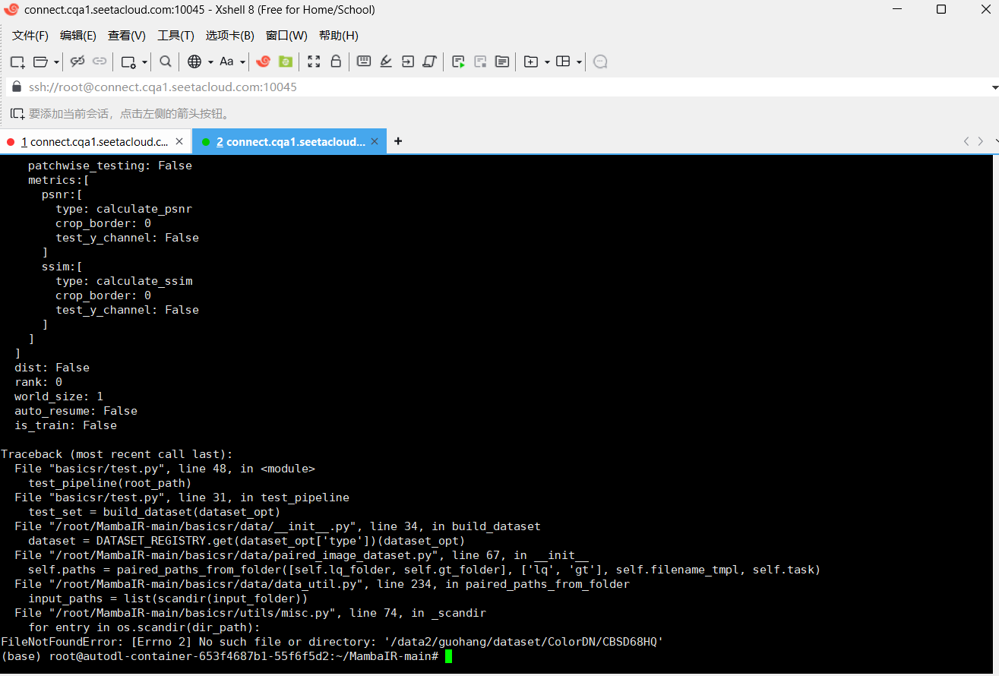 connect.cqa1.seetacloud.com:10045 - Xshell 8 (Free for Home/School)
文件(F) 编辑(E) 查看(V) 工具(T) 选项卡(B) 窗口(W) 帮助(H)
Aa
ssh://root@connect.cqa1.seetacloud.com:10045
要添加当前会话，点击左侧的箭头按钮。
1 connect.cqa1.seetacloud.c... × 2 connect.cqa1.seetacloud... × +
    patchwise_testing: False
    metrics:[
      psnr:[
        type: calculate_psnr
        crop_border: 0
        test_y_channel: False
      ]
      ssim:[
        type: calculate_ssim
        crop_border: 0
        test_y_channel: False
      ]
    ]
  ]
  dist: False
  rank: 0
  world_size: 1
  auto_resume: False
  is_train: False
Traceback (most recent call last):
  File "basicsr/test.py", line 48, in <module>
    test_pipeline(root_path)
  File "basicsr/test.py", line 31, in test_pipeline
    test_set = build_dataset(dataset_opt)
  File "/root/MambaIR-main/basicsr/data/__init__.py", line 34, in build_dataset
    dataset = DATASET_REGISTRY.get(dataset_opt['type'])(dataset_opt)
  File "/root/MambaIR-main/basicsr/data/paired_image_dataset.py", line 67, in __init__
    self.paths = paired_paths_from_folder([self.lq_folder, self.gt_folder], ['lq', 'gt'], self.filename_tmpl, self.task)
  File "/root/MambaIR-main/basicsr/data/data_util.py", line 234, in paired_paths_from_folder
    input_paths = list(scandir(input_folder))
  File "/root/MambaIR-main/basicsr/utils/misc.py", line 74, in _scandir
    for entry in os.scandir(dir_path):
FileNotFoundError: [Errno 2] No such file or directory: '/data2/guohang/dataset/ColorDN/CBSD68HQ'
(base) root@autodl-container-653f4687b1-55f6f5d2:~/MambaIR-main#